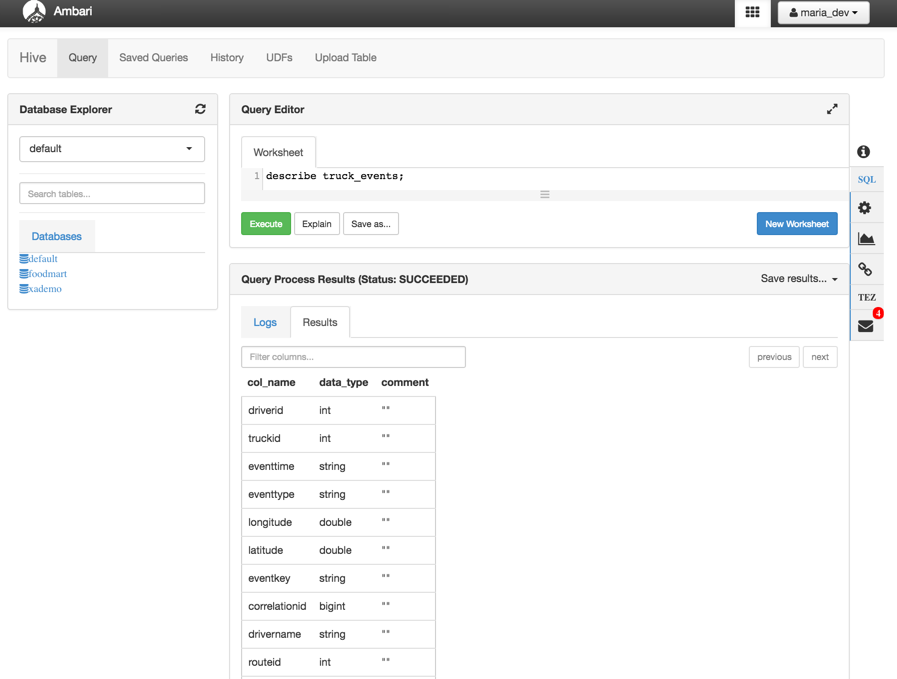 Ambari
maria_dev
Hive Query Saved Queries History UDFs Upload Table
Database Explorer
default
Search tables...
Databases
default
foodmart
xademo
Query Editor
Worksheet
1 describe truck_events;
Execute Explain Save as... New Worksheet
SQL
TEZ
4
Query Process Results (Status: SUCCEEDED) Save results...
Logs Results
Filter columns... previous next
col_name data_type comment
driverid int ""
truckid int ""
eventtime string ""
eventtype string ""
longitude double ""
latitude double ""
eventkey string ""
correlationid bigint ""
drivername string ""
routeid int ""